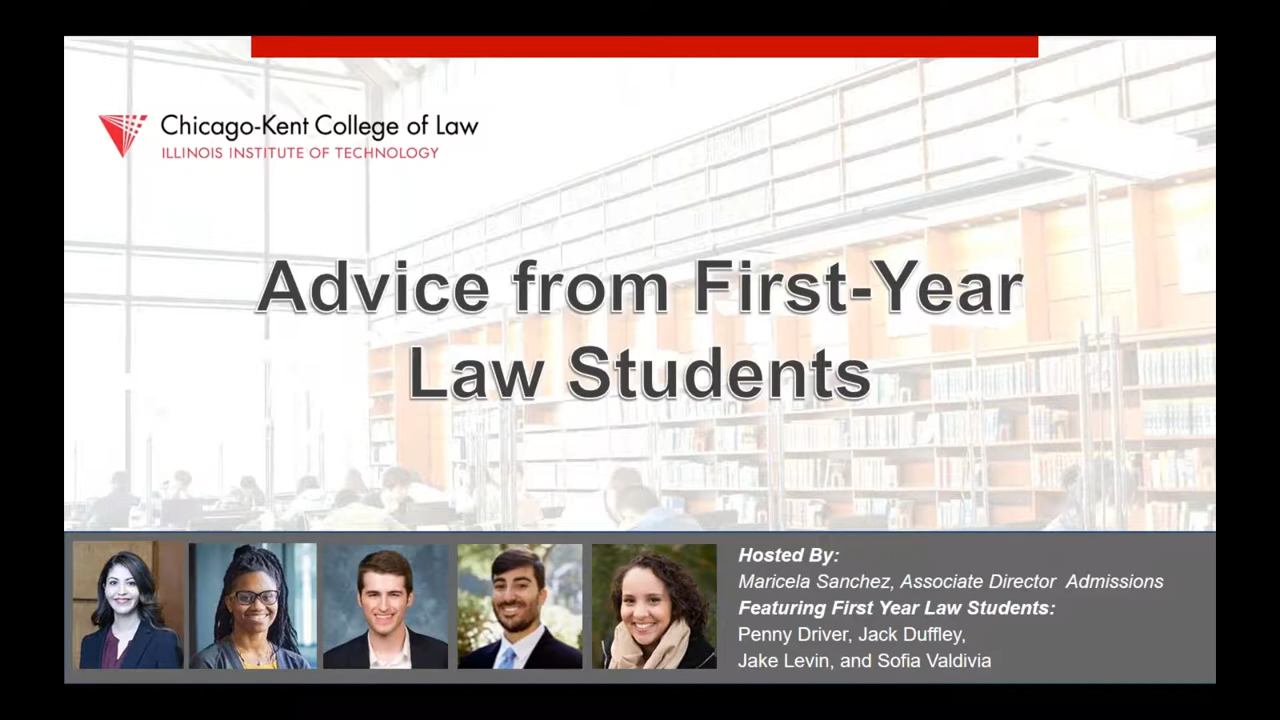 Chicago-Kent College of Law
ILLINOIS INSTITUTE OF TECHNOLOGY
Advice from First-Year
Law Students
Hosted By:
Maricela Sanchez, Associate Director Admissions
Featuring First Year Law Students:
Penny Driver, Jack Duffley,
Jake Levin, and Sofia Valdivia